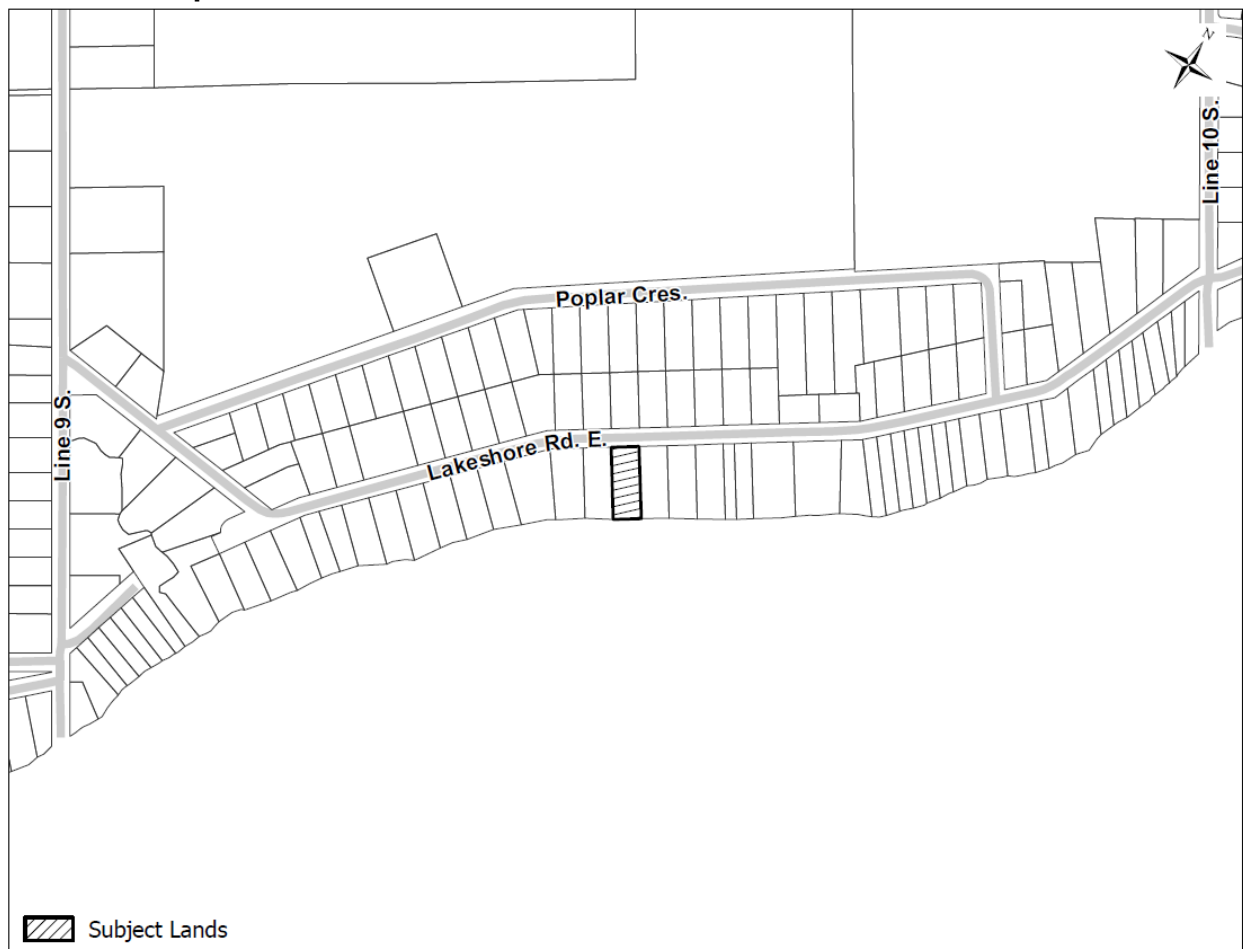 N
Line 10 S.
Poplar Cres.
Line 9 S.
Lakeshore Rd. E.
Subject Lands